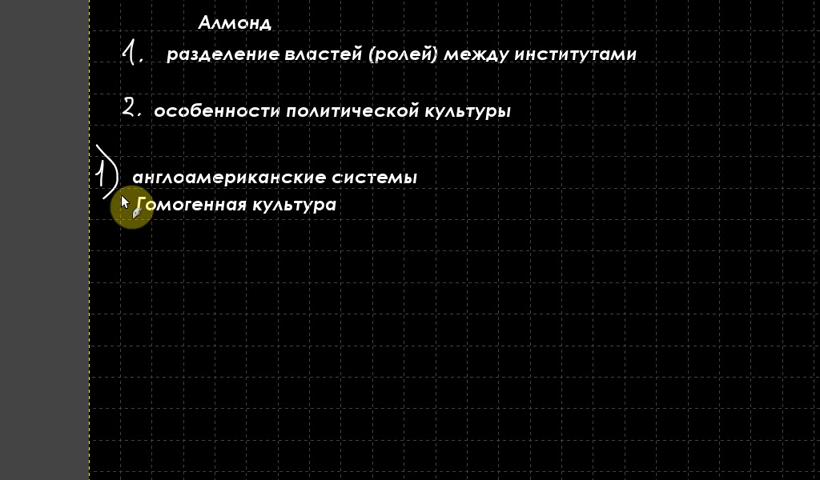 Алмонд
1. разделение властей (ролей) между институтами
2. особенности политической культуры
1) англоамериканские системы
Гомогенная культура